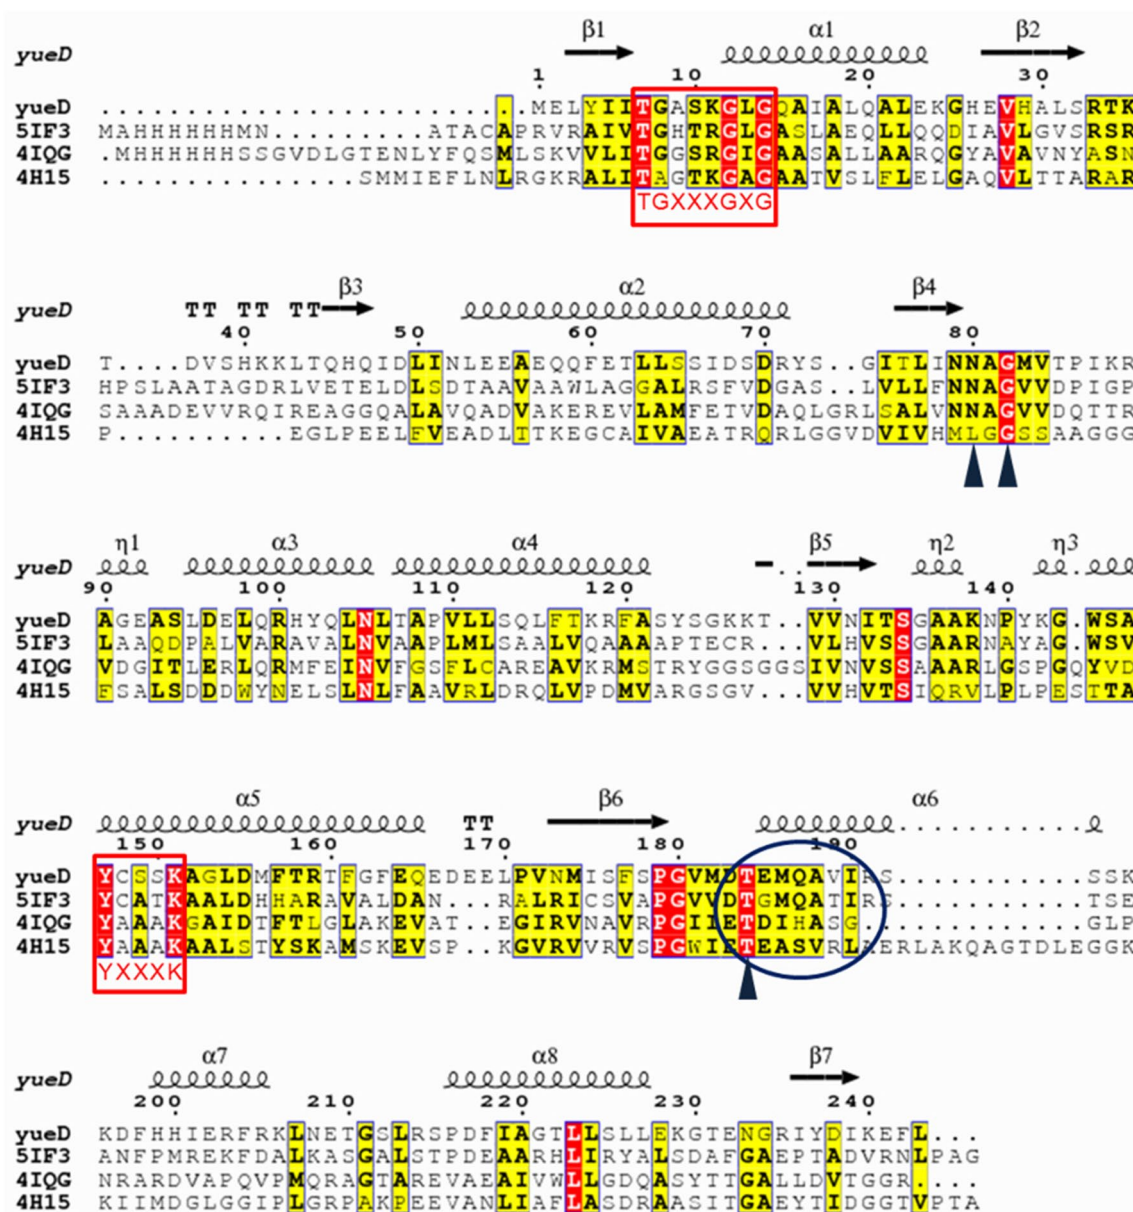 β1 α1 β2
yueD
1 10 20 30
yueD ........................MELYIITGASKGLGQAIALQALEKGHEVHALSRTK
5IF3 MAHHHHHHMN.........ATACAPRVRAIVTGHTRGLGASLAEQLLQQDIAVLGVSRSR
4IQG .MHHHHHHSSGVDLGTENLYFQSMLSKVVLITGGSRGIGAASALLAARQGYAVAVNYASN
4H15 ...............SMMIEFLNLRGKRALITAGTKGAGAATVSLFLELGAQVLTTARAR
TGXXXGXG
β3 α2 β4
yueD TT TT TT
40 50 60 70 80
yueD T....DVSHKKLTQHQIDLINLEEAEQQFETLLSSIDSDRYS..GITLINNAGMVTPIKR
5IF3 HPSLAATAGDRLVETELDLSDTAAVAAWLAGGALRSFVDGAS..LVLLFNNAGVVDPIGP
4IQG SAAADEVVRQIREAGGQALAVQADVAKEREVLAMFETVDAQLGRLSALVNNAGVVDQTTR
4H15 P..........EGLPEELFVEADLTTKEGCAIVAEATRQRLGGVDVIVHMLGGSSAAGGG
η1 α3 α4 β5 η2 η3
yueD
90 100 110 120 130 140
yueD AGEASLDELQRHYQLNLTAPVLLSQLFTKRFASYSGKKT..VVNITSGAAKNPYKG.WSA
5IF3 LAAQDPALVARAVALNVAAPLMLSAALVQAAAAPTECR...VLHVSSGAARNAYAG.WSV
4IQG VDGITLERLQRMFEINVFGSFLCAREAVKRMSTRYGGSGGSIVNVSSAAARLGSPGQYVD
4H15 FSALSDDDWYNELSLNLFAAVRLDRQLVPDMVARGSGV...VVHVTSIQRVLPLPESTTA
α5 β6 α6
yueD TT
150 160 170 180 190
yueD YCSSKAGLDMFTRTFGFEQEDEELPVNMISFSPGVMDTEMQAVIRS...........SSK
5IF3 YCATKAALDHHARAVALDAN...RALRICSVAPGVVDTGMQATIRS...........TSE
4IQG YAAAKGAIDTFTLGLAKEVAT..EGIRVNAVRPGIIETDIHASG.............GLP
4H15 YAAAKAALSTYSKAMSKEVSP..KGVRVVRVSPGWIETEASVRLAERLAKQAGTDLEGGK
YXXXK
α7 α8 β7
yueD
200 210 220 230 240
yueD KDFHHIERFRKLNETGSLRSPDFIAGTLLSLLEKGTENGRIYDIKEFL...
5IF3 ANFPMREKFDALKASGALSTPDEAARHLIRYALSDAFGAEPTADVRNLPAG
4IQG NRARDVAPQVPMQRAGTAREVAEAIVWLLGDQASYTTGALLDVTGGR....
4H15 KIIMDGLGGIPLGRPAKPEEVANLIAFLASDRAASITGAEYTIDGGTVPTA